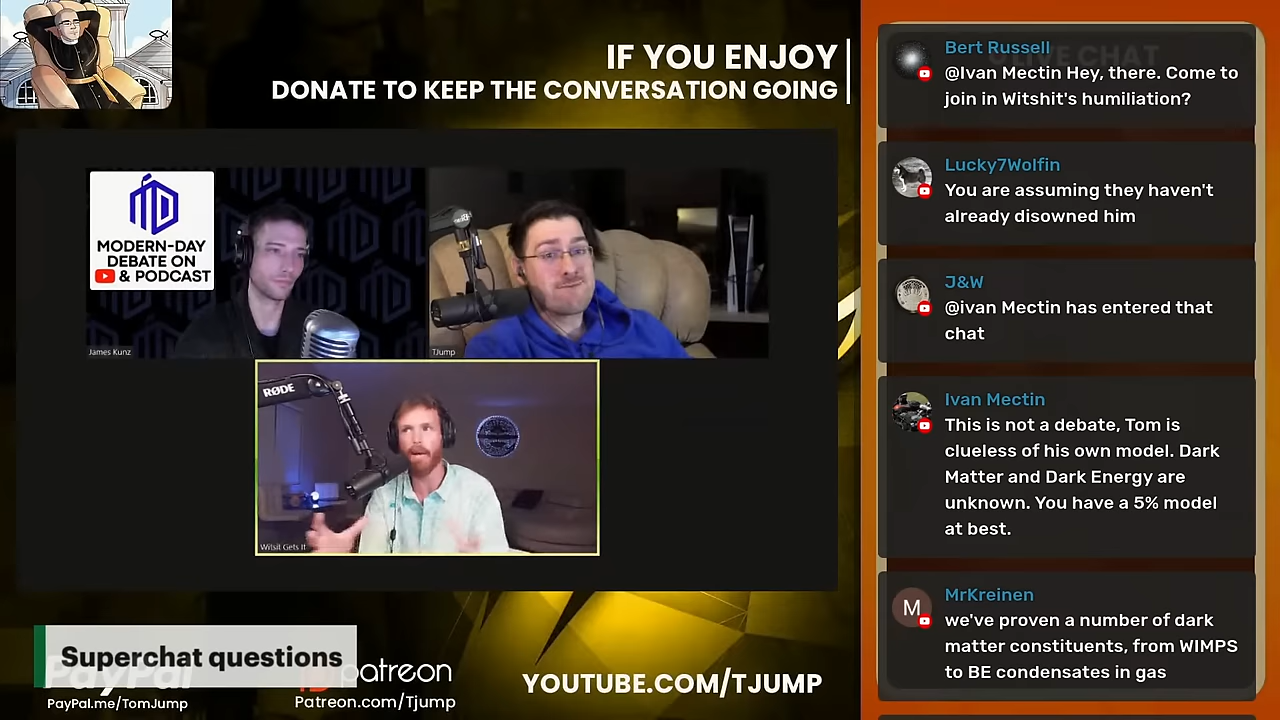 IF YOU ENJOY
DONATE TO KEEP THE CONVERSATION GOING
MODERN-DAY
DEBATE ON
& PODCAST
James Kunz
TJump
RØDE
Witsit Gets It
Superchat questions
PayPal
patreon
PayPal.me/TomJump
Patreon.com/Tjump
YOUTUBE.COM/TJUMP
LIVE CHAT
Bert Russell
@Ivan Mectin Hey, there. Come to
join in Witshit's humiliation?
Lucky7Wolfin
You are assuming they haven't
already disowned him
J&W
@ivan Mectin has entered that
chat
Ivan Mectin
This is not a debate, Tom is
clueless of his own model. Dark
Matter and Dark Energy are
unknown. You have a 5% model
at best.
M
MrKreinen
we've proven a number of dark
matter constituents, from WIMPS
to BE condensates in gas